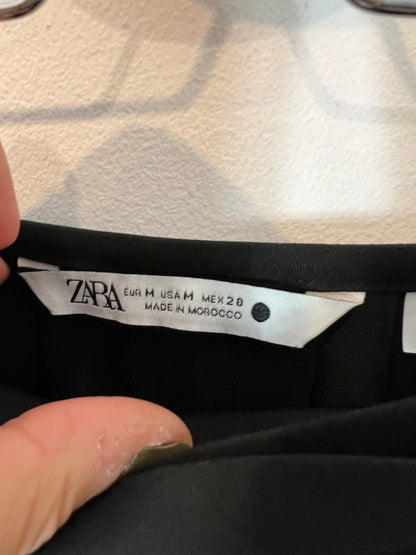 ZARA
EUR M USA M MEX 28
MADE IN MOROCCO